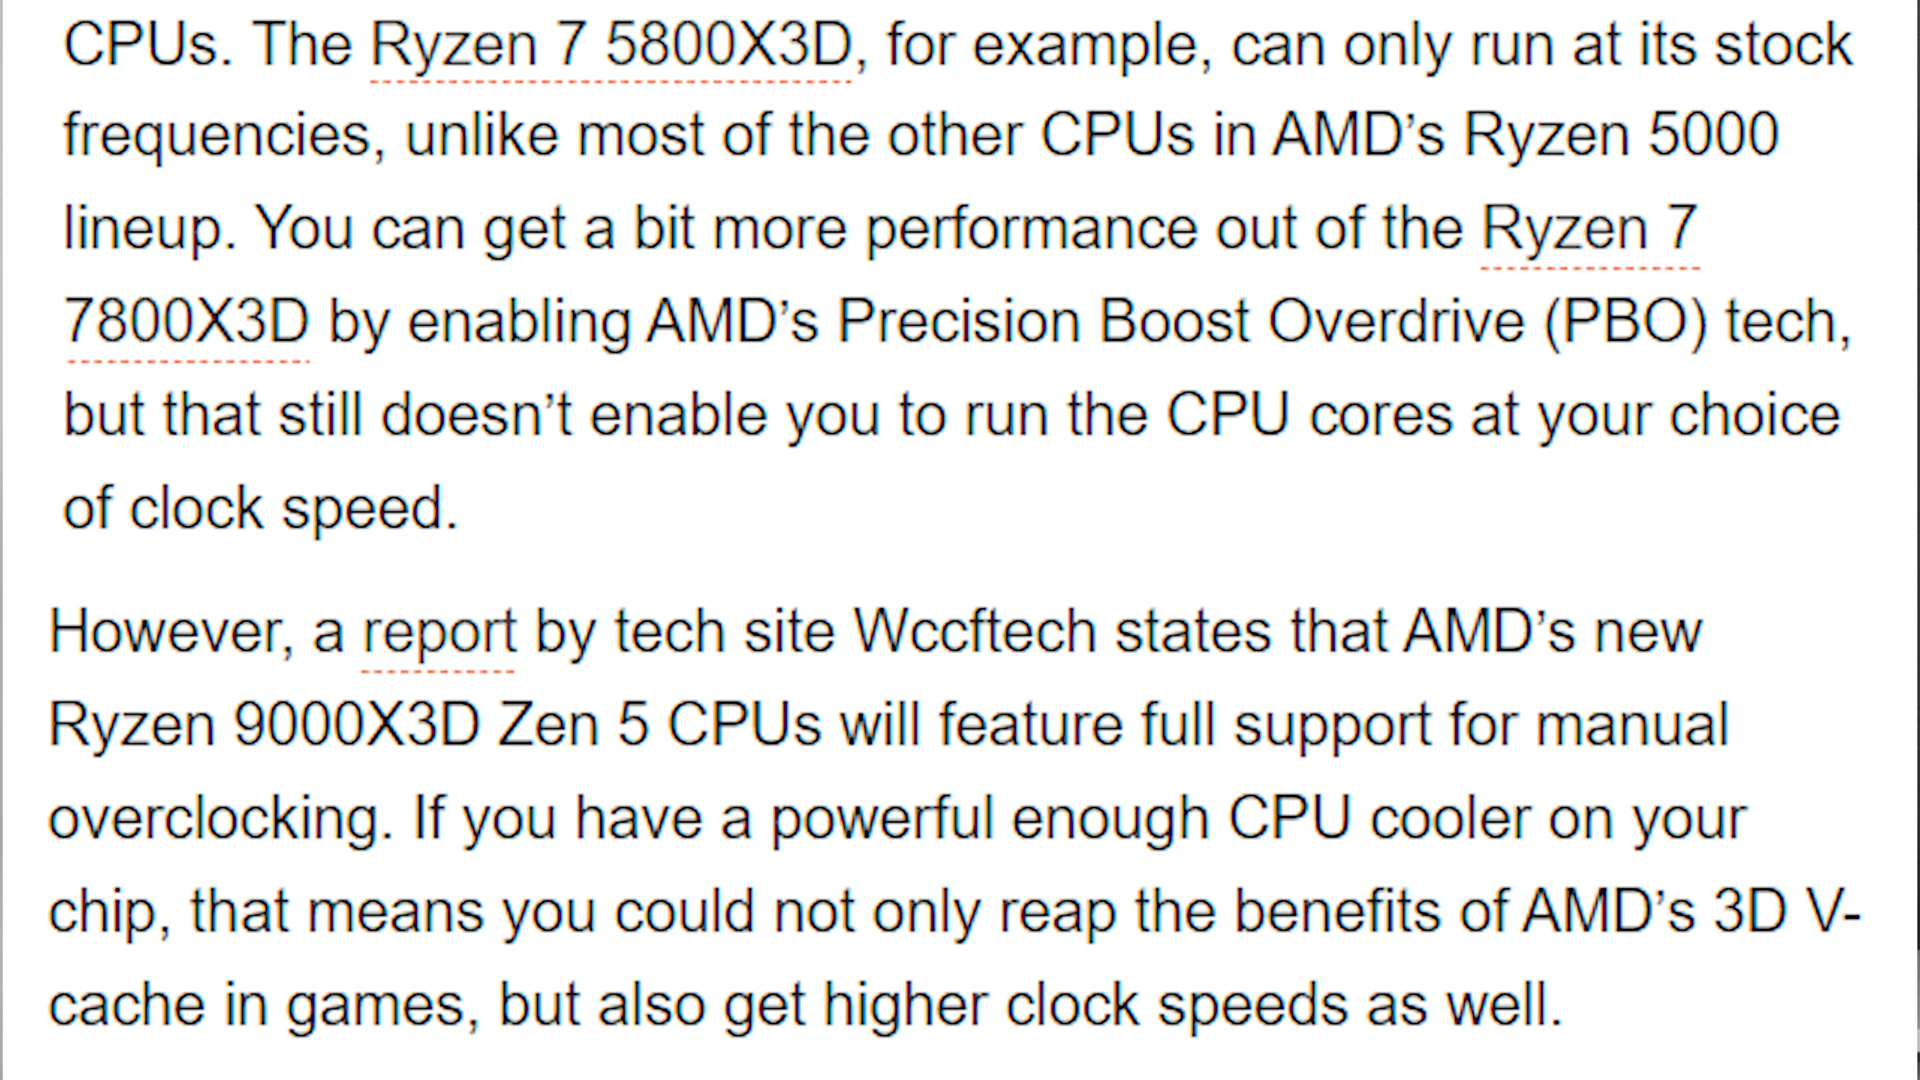 CPUs. The Ryzen 7 5800X3D, for example, can only run at its stock
frequencies, unlike most of the other CPUs in AMD’s Ryzen 5000
lineup. You can get a bit more performance out of the Ryzen 7
7800X3D by enabling AMD’s Precision Boost Overdrive (PBO) tech,
but that still doesn’t enable you to run the CPU cores at your choice
of clock speed.
However, a report by tech site Wccftech states that AMD’s new
Ryzen 9000X3D Zen 5 CPUs will feature full support for manual
overclocking. If you have a powerful enough CPU cooler on your
chip, that means you could not only reap the benefits of AMD’s 3D V-
cache in games, but also get higher clock speeds as well.